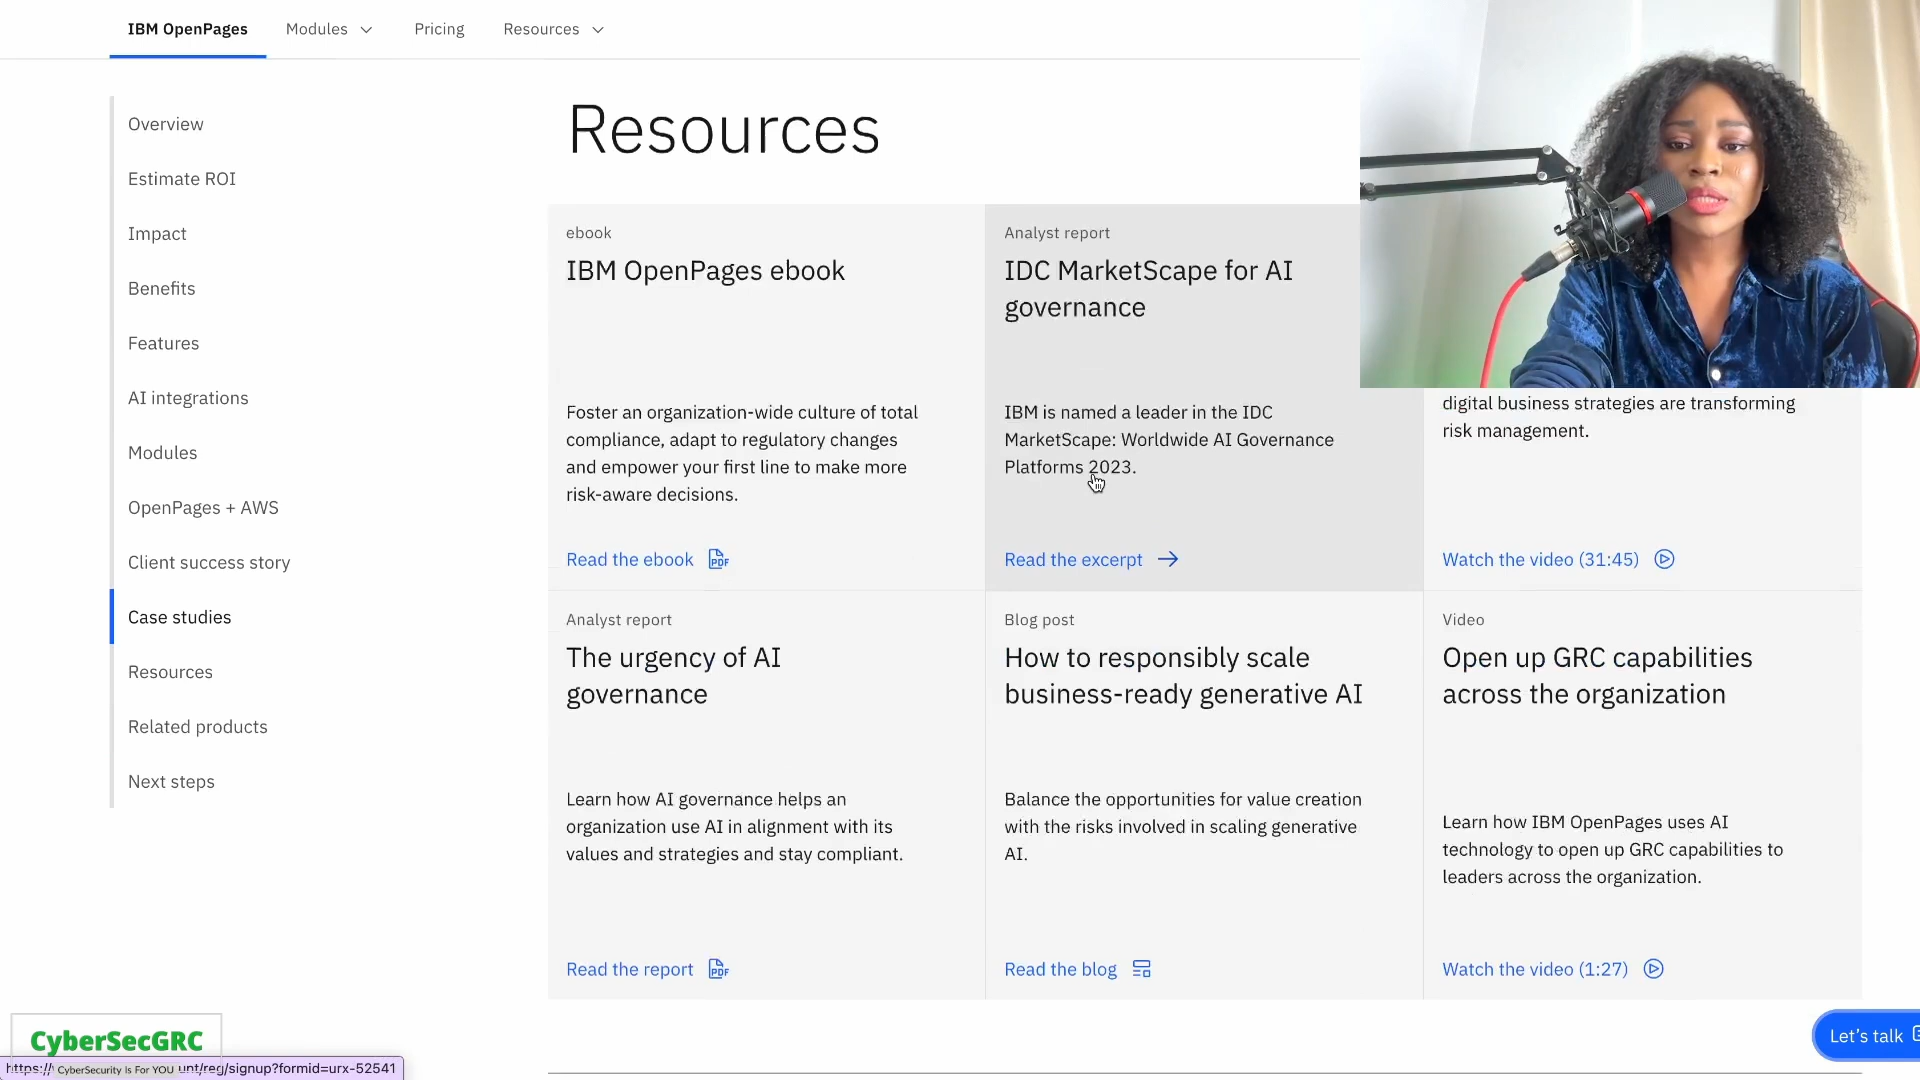 IBM OpenPages
Modules
Pricing
Resources
Overview
Estimate ROI
Impact
Benefits
Features
AI integrations
Modules
OpenPages + AWS
Client success story
Case studies
Resources
Related products
Next steps
Resources
ebook
IBM OpenPages ebook
Foster an organization-wide culture of total
compliance, adapt to regulatory changes
and empower your first line to make more
risk-aware decisions.
Read the ebook
PDF
Analyst report
IDC MarketScape for AI
governance
IBM is named a leader in the IDC
MarketScape: Worldwide AI Governance
Platforms 2023.
Read the excerpt
digital business strategies are transforming
risk management.
Watch the video (31:45)
Analyst report
The urgency of AI
governance
Learn how AI governance helps an
organization use AI in alignment with its
values and strategies and stay compliant.
Read the report
PDF
Blog post
How to responsibly scale
business-ready generative AI
Balance the opportunities for value creation
with the risks involved in scaling generative
AI.
Read the blog
Video
Open up GRC capabilities
across the organization
Learn how IBM OpenPages uses AI
technology to open up GRC capabilities to
leaders across the organization.
Watch the video (1:27)
Let's talk
CyberSecGRC
CyberSecurity Is For YOU
https:// unt/reg/signup?formid=urx-52541